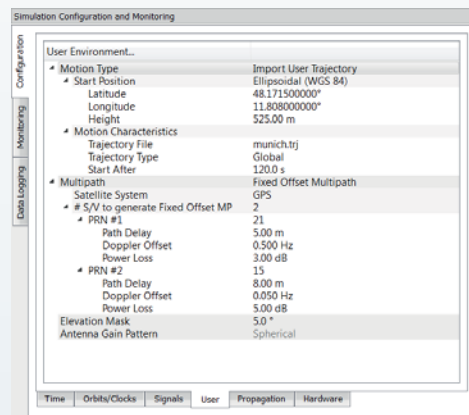 Simulation Configuration and Monitoring
Configuration
Monitoring
Data Logging
User Environment...
Motion Type Import User Trajectory
Start Position Ellipsoidal (WGS 84)
Latitude 48.171500000°
Longitude 11.808000000°
Height 525.00 m
Motion Characteristics
Trajectory File munich.trj
Trajectory Type Global
Start After 120.0 s
Multipath Fixed Offset Multipath
Satellite System GPS
# S/V to generate Fixed Offset MP 2
PRN #1 21
Path Delay 5.00 m
Doppler Offset 0.500 Hz
Power Loss 3.00 dB
PRN #2 15
Path Delay 8.00 m
Doppler Offset 0.050 Hz
Power Loss 5.00 dB
Elevation Mask 5.0 °
Antenna Gain Pattern Spherical
Time Orbits/Clocks Signals User Propagation Hardware